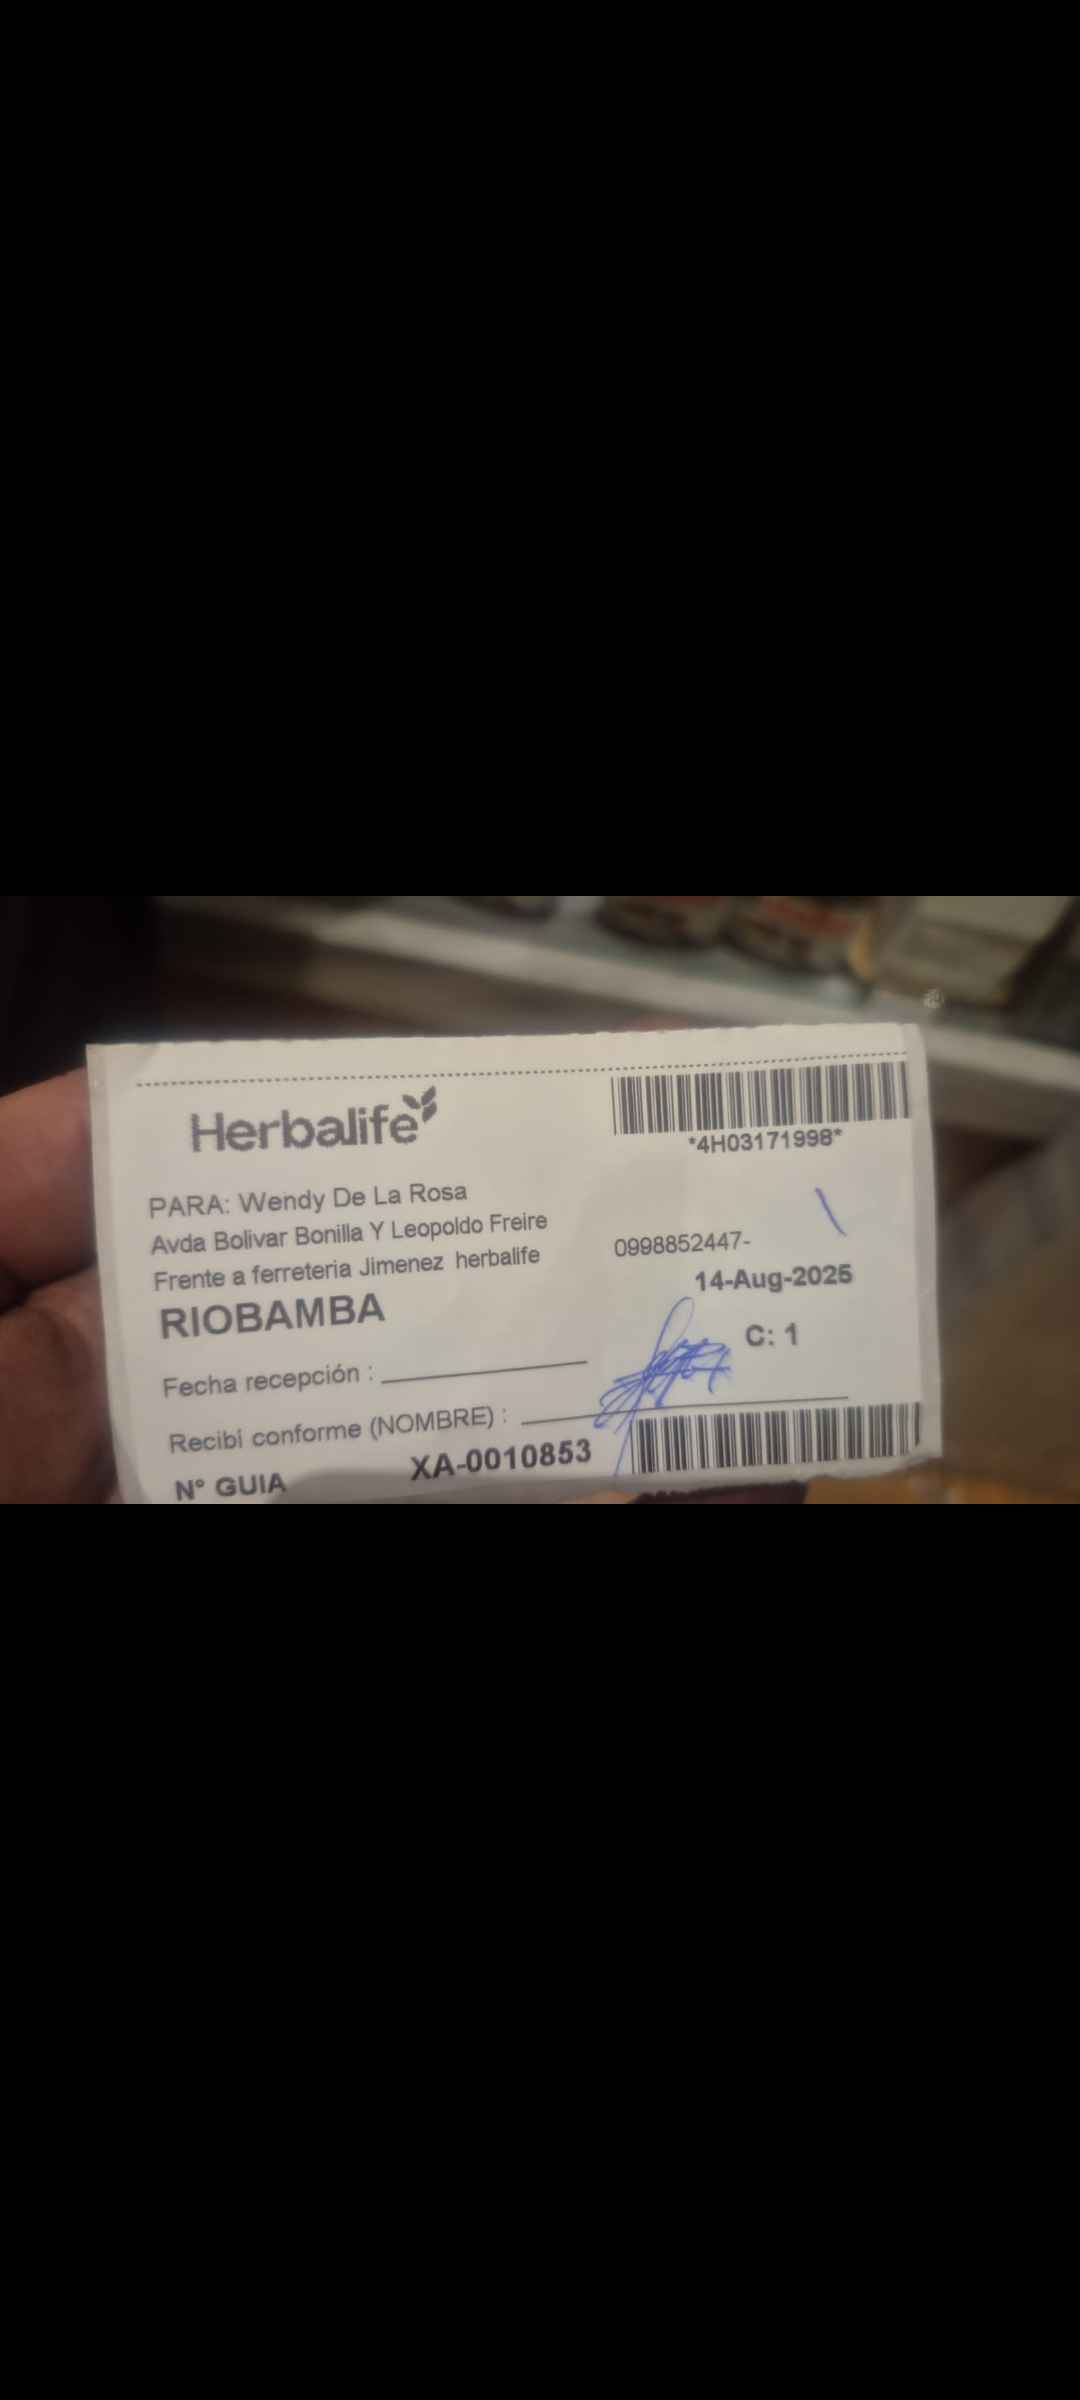 Herbalife
*4H03171998*
PARA: Wendy De La Rosa
Avda Bolivar Bonilla Y Leopoldo Freire
Frente a ferreteria Jimenez herbalife
0998852447-
RIOBAMBA
14-Aug-2025
C: 1
Fecha recepción :
Recibí conforme (NOMBRE) :
N° GUIA
XA-0010853